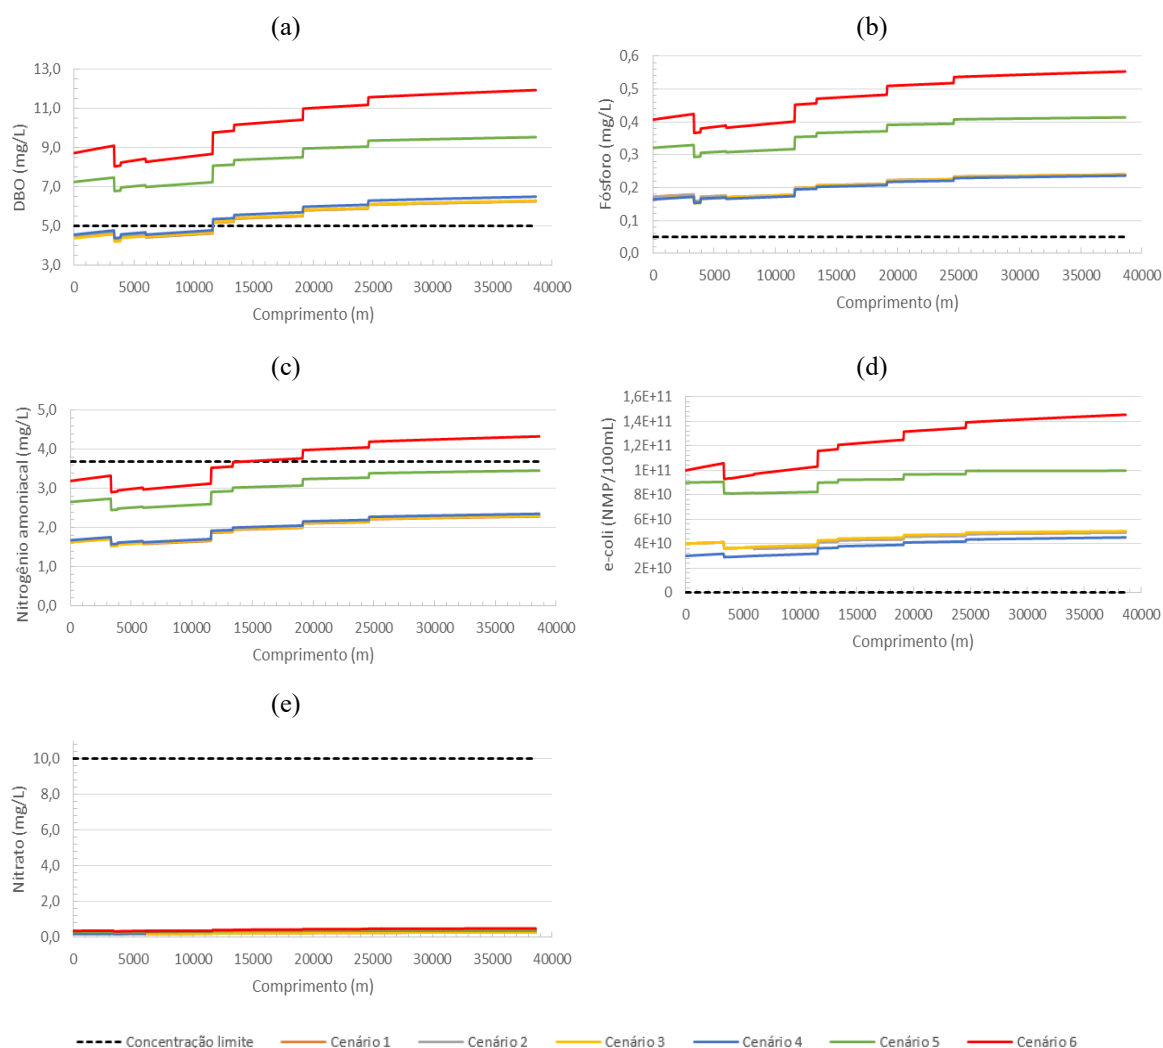 (a)
DBO (mg/L)
13,0
11,0
9,0
7,0
5,0
3,0
0 5000 10000 15000 20000 25000 30000 35000 40000
Comprimento (m)
(b)
Fósforo (mg/L)
0,6
0,5
0,4
0,3
0,2
0,1
0,0
0 5000 10000 15000 20000 25000 30000 35000 40000
Comprimento (m)
(c)
Nitrogênio amoniacal (mg/L)
5,0
4,0
3,0
2,0
1,0
0,0
0 5000 10000 15000 20000 25000 30000 35000 40000
Comprimento (m)
(d)
e-coli (NMP/100mL)
1,6E+11
1,4E+11
1,2E+11
1E+11
8E+10
6E+10
4E+10
2E+10
0
0 5000 10000 15000 20000 25000 30000 35000 40000
Comprimento (m)
(e)
Nitrato (mg/L)
10,0
8,0
6,0
4,0
2,0
0,0
0 5000 10000 15000 20000 25000 30000 35000 40000
Comprimento (m)
Concentração limite Cenário 1 Cenário 2 Cenário 3 Cenário 4 Cenário 5 Cenário 6